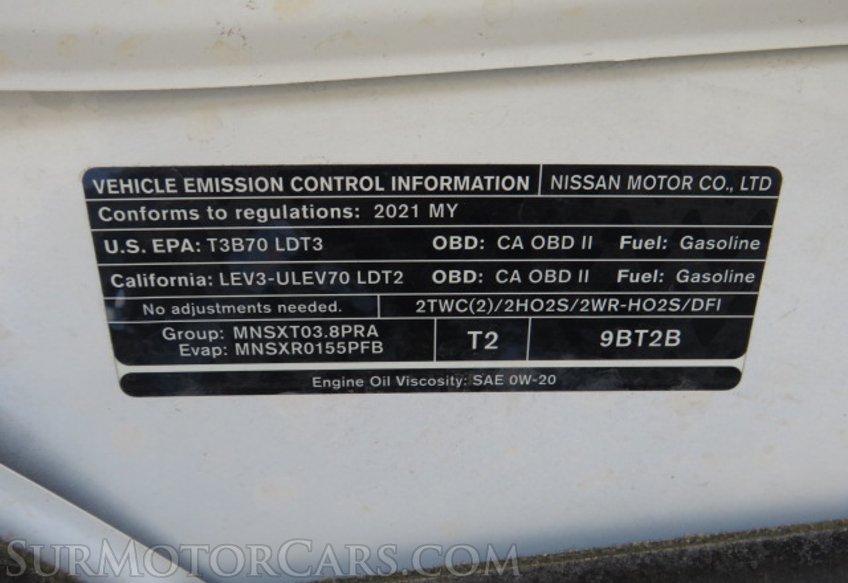 VEHICLE EMISSION CONTROL INFORMATION NISSAN MOTOR CO., LTD
Conforms to regulations: 2021 MY
U.S. EPA: T3B70 LDT3 OBD: CA OBD II Fuel: Gasoline
California: LEV3-ULEV70 LDT2 OBD: CA OBD II Fuel: Gasoline
No adjustments needed. 2TWC(2)/2HO2S/2WR-HO2S/DFI
Group: MNSXT03.8PRA
Evap: MNSXR0155PFB
T2
9BT2B
Engine Oil Viscosity: SAE 0W-20
SurMotorCars.com